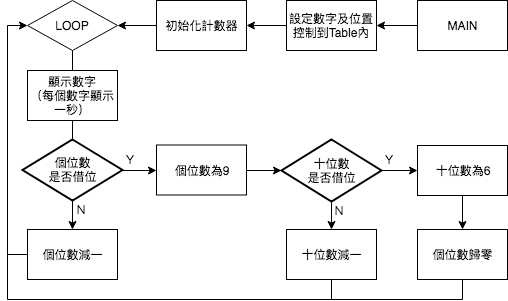 LOOP
初始化計數器
設定數字及位置
控制到Table內
MAIN
顯示數字
（每個數字顯示
一秒）
個位數
是否借位
Y
個位數為9
十位數
是否借位
Y
十位數為6
N
N
個位數減一
十位數減一
個位數歸零